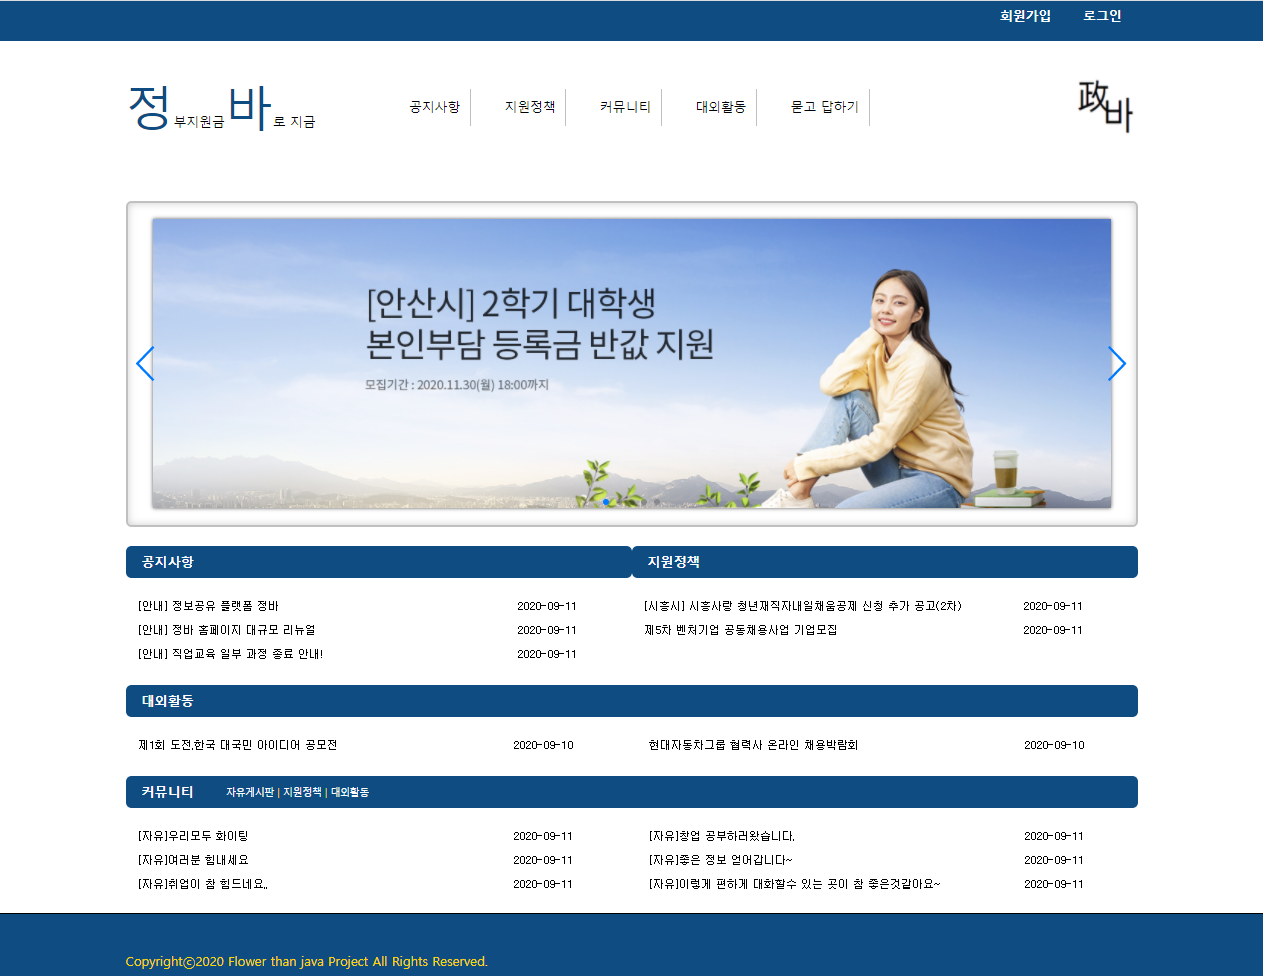 회원가입 로그인
정부지원금바로 지금
공지사항 지원정책 커뮤니티 대외활동 묻고 답하기
政바
[안산시] 2학기 대학생
본인부담 등록금 반값 지원
모집기간 : 2020.11.30(월) 18:00까지
공지사항 지원정책
[안내] 정보공유 플랫폼 정바 2020-09-11 [시흥시] 시흥사랑 청년재직자내일채움공제 신청 추가 공고(2차) 2020-09-11
[안내] 정바 홈페이지 대규모 리뉴얼 2020-09-11 제5차 벤처기업 공동채용사업 기업모집 2020-09-11
[안내] 직업교육 일부 과정 종료 안내! 2020-09-11
대외활동
제1회 도전.한국 대국민 아이디어 공모전 2020-09-10 현대자동차그룹 협력사 온라인 채용박람회 2020-09-10
커뮤니티 자유게시판 | 지원정책 | 대외활동
[자유]우리모두 화이팅 2020-09-11 [자유]창업 공부하러왔습니다. 2020-09-11
[자유]여러분 힘내세요 2020-09-11 [자유]좋은 정보 얻어갑니다~ 2020-09-11
[자유]취업이 참 힘드네요.. 2020-09-11 [자유]이렇게 편하게 대화할수 있는 곳이 참 좋은것같아요~ 2020-09-11
Copyrightⓒ2020 Flower than java Project All Rights Reserved.